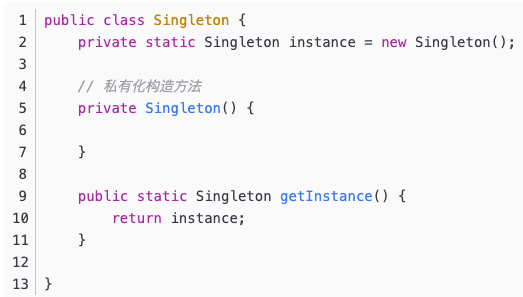 1 public class Singleton {
2     private static Singleton instance = new Singleton();
3
4     // 私有化构造方法
5     private Singleton() {
6
7     }
8
9     public static Singleton getInstance() {
10         return instance;
11     }
12
13 }